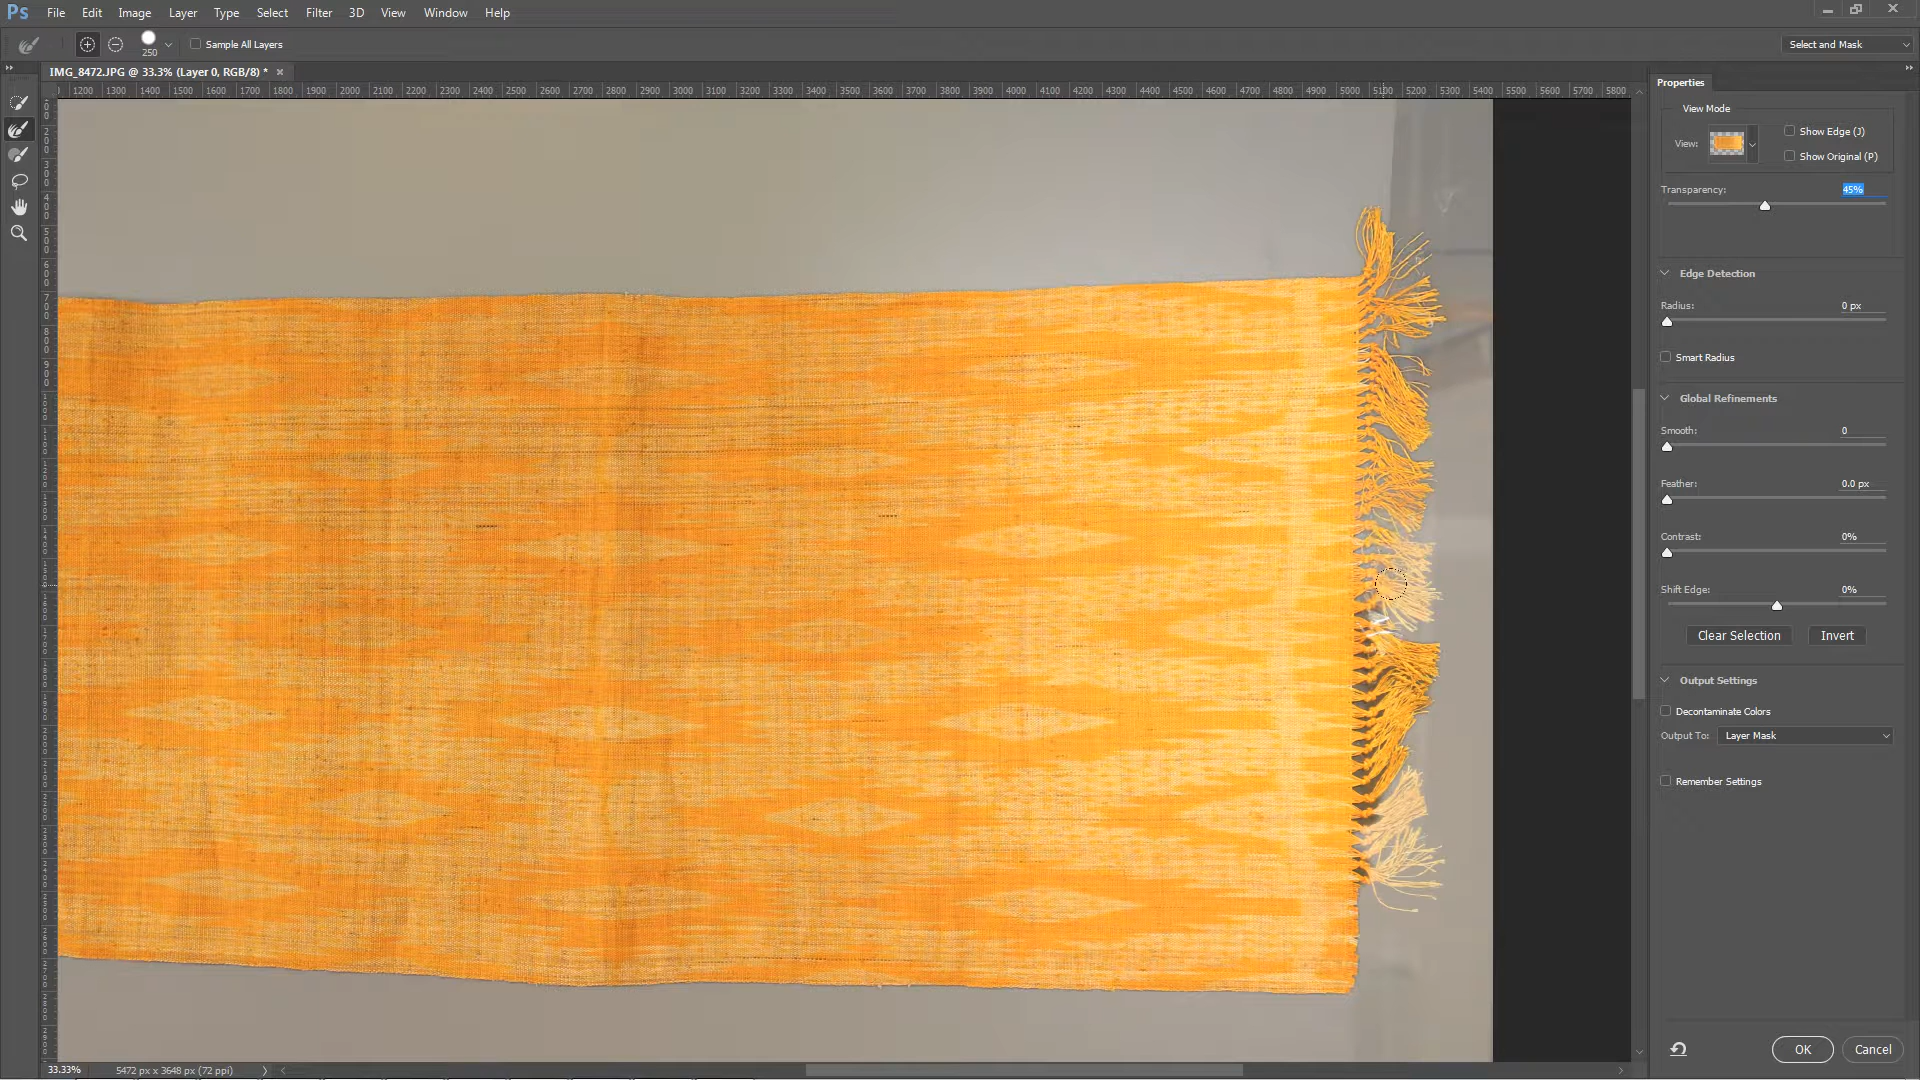 Ps File Edit Image Layer Type Select Filter 3D View Window Help
250 Sample All Layers Select and Mask
IMG_8472.JPG @ 33.3% (Layer 0, RGB/8) *
1200 1300 1400 1500 1600 1700 1800 1900 2000 2100 2200 2300 2400 2500 2600 2700 2800 2900 3000 3100 3200 3300 3400 3500 3600 3700 3800 3900 4000 4100 4200 4300 4400 4500 4600 4700 4800 4900 5000 5100 5200 5300 5400 5500 5600 5700 5800
Properties
View Mode
View:
Show Edge (J)
Show Original (P)
Transparency: 45%
Edge Detection
Radius: 0 px
Smart Radius
Global Refinements
Smooth: 0
Feather: 0.0 px
Contrast: 0%
Shift Edge: 0%
Clear Selection Invert
Output Settings
Decontaminate Colors
Output To: Layer Mask
Remember Settings
OK Cancel
33.33% 5472 px x 3648 px (72 ppi)